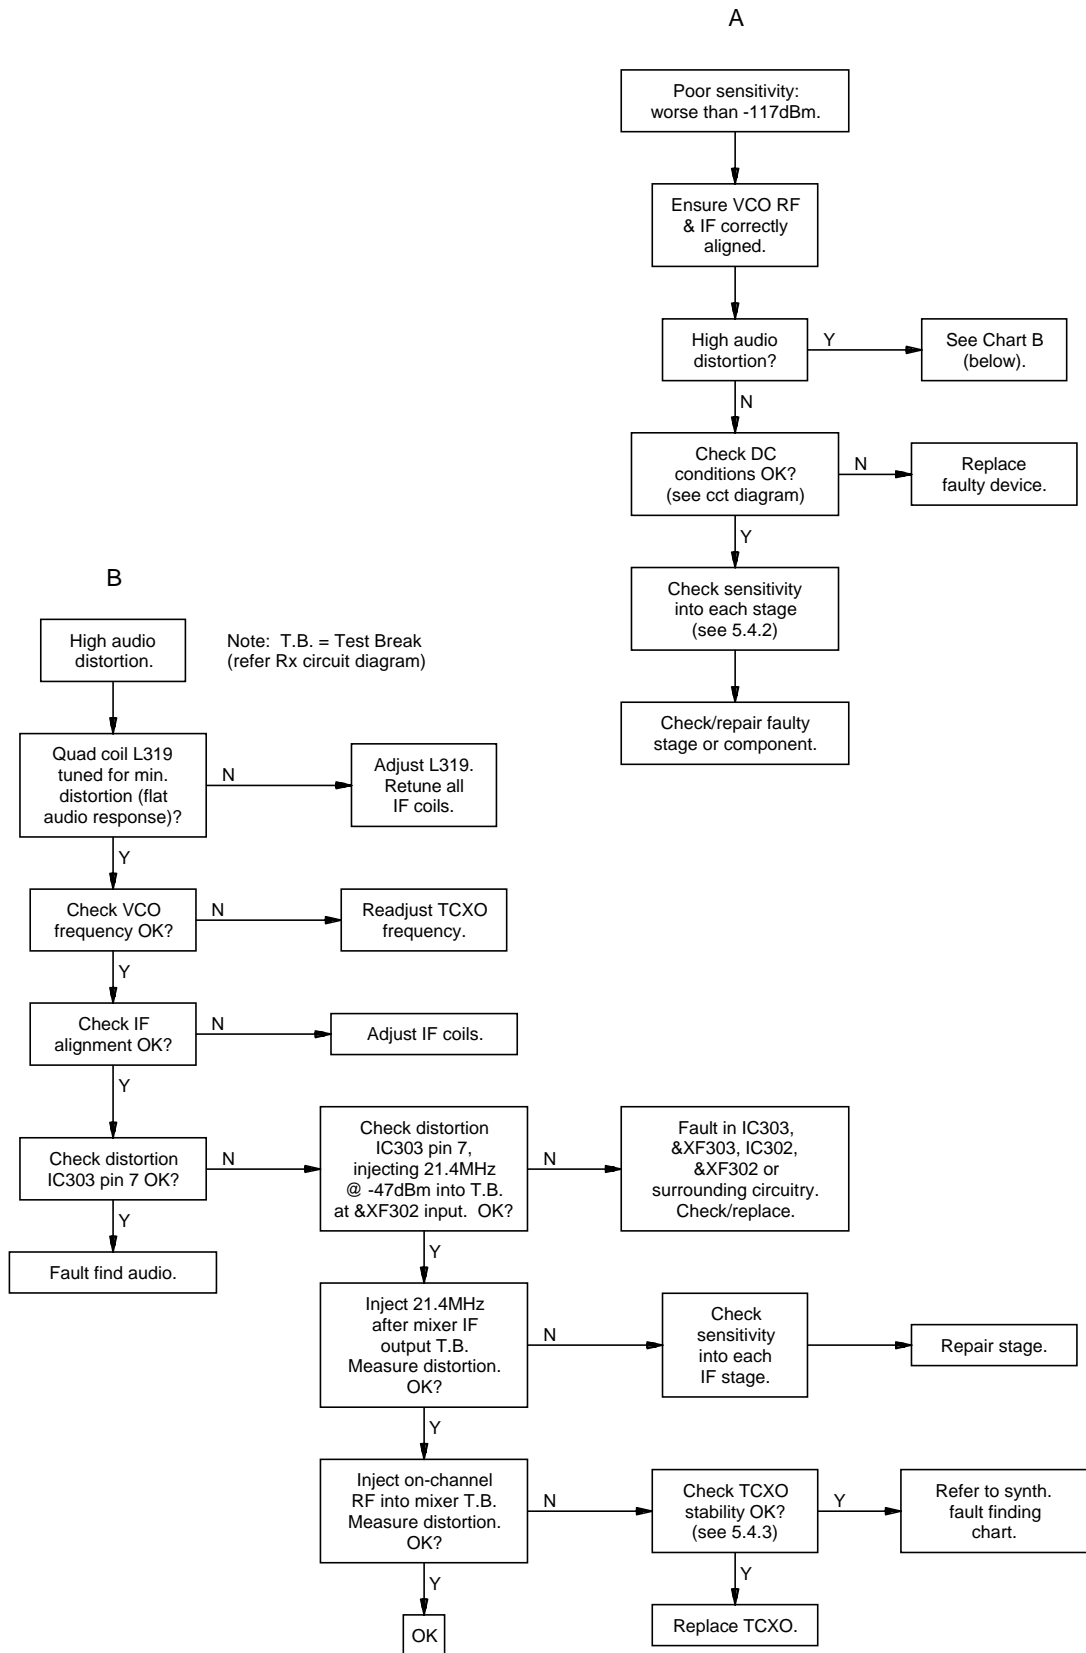 A
Poor sensitivity:
worse than -117dBm.
Ensure VCO RF
& IF correctly
aligned.
High audio
distortion?
Y
See Chart B
(below).
N
Check DC
conditions OK?
(see cct diagram)
N
Replace
faulty device.
Y
Check sensitivity
into each stage
(see 5.4.2)
Check/repair faulty
stage or component.
B
High audio
distortion.
Note:  T.B. = Test Break
(refer Rx circuit diagram)
Quad coil L319
tuned for min.
distortion (flat
audio response)?
N
Adjust L319.
Retune all
IF coils.
Y
Check VCO
frequency OK?
N
Readjust TCXO
frequency.
Y
Check IF
alignment OK?
N
Adjust IF coils.
Y
Check distortion
IC303 pin 7 OK?
N
Check distortion
IC303 pin 7,
injecting 21.4MHz
@ -47dBm into T.B.
at &XF302 input.  OK?
N
Fault in IC303,
&XF303, IC302,
&XF302 or
surrounding circuitry.
Check/replace.
Y
Fault find audio.
Y
Inject 21.4MHz
after mixer IF
output T.B.
Measure distortion.
OK?
N
Check
sensitivity
into each
IF stage.
Repair stage.
Y
Inject on-channel
RF into mixer T.B.
Measure distortion.
OK?
N
Check TCXO
stability OK?
(see 5.4.3)
Y
Refer to synth.
fault finding
chart.
Y
OK
Y
Replace TCXO.